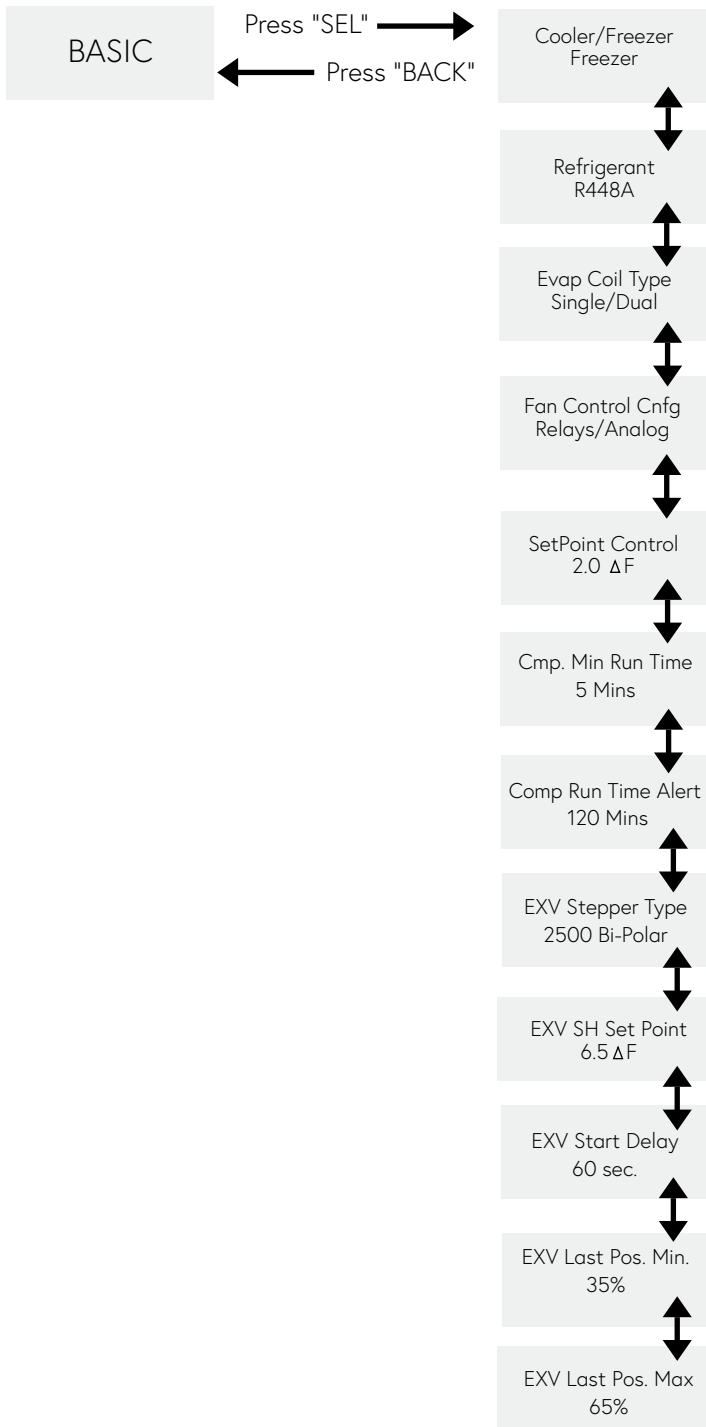 BASIC
Press "SEL"
Press "BACK"
Cooler/Freezer
Freezer
Refrigerant
R448A
Evap Coil Type
Single/Dual
Fan Control Cnfg
Relays/Analog
SetPoint Control
2.0 Δ F
Cmp. Min Run Time
5 Mins
Comp Run Time Alert
120 Mins
EXV Stepper Type
2500 Bi-Polar
EXV SH Set Point
6.5 Δ F
EXV Start Delay
60 sec.
EXV Last Pos. Min.
35%
EXV Last Pos. Max
65%